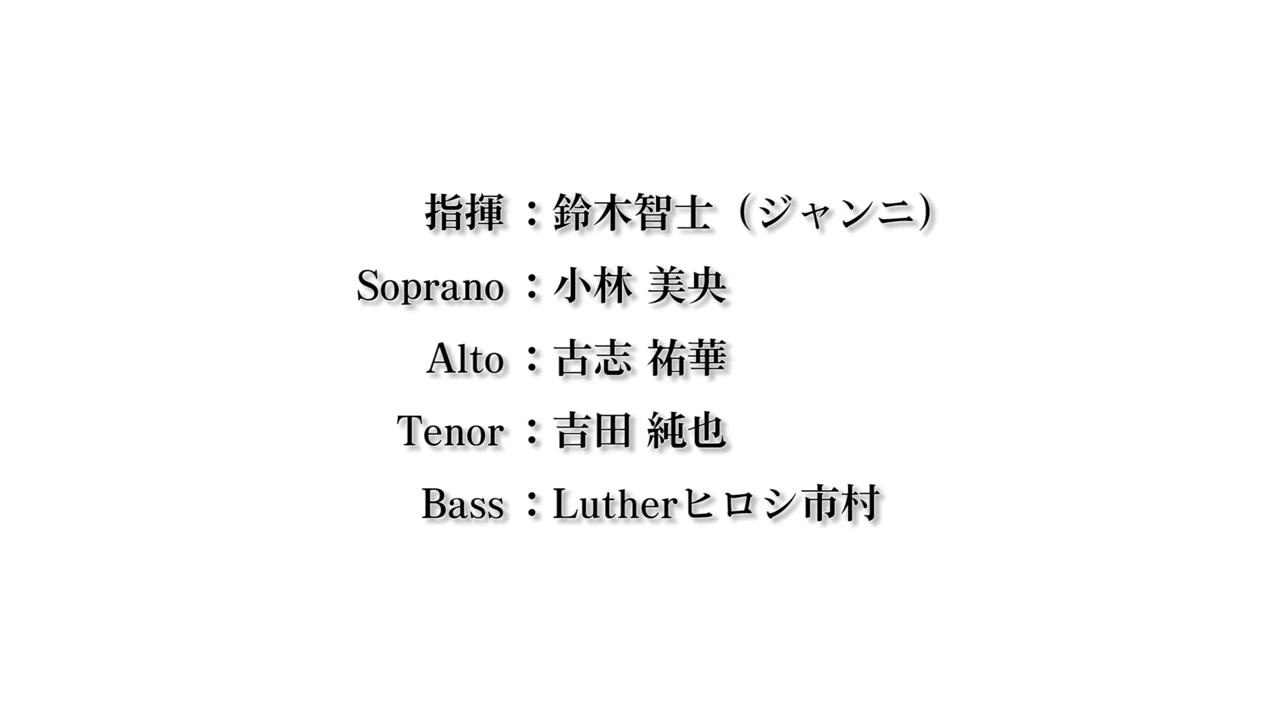 指揮：鈴木智士（ジャンニ）
Soprano：小林 美央
Alto：古志 祐華
Tenor：吉田 純也
Bass：Lutherヒロシ市村